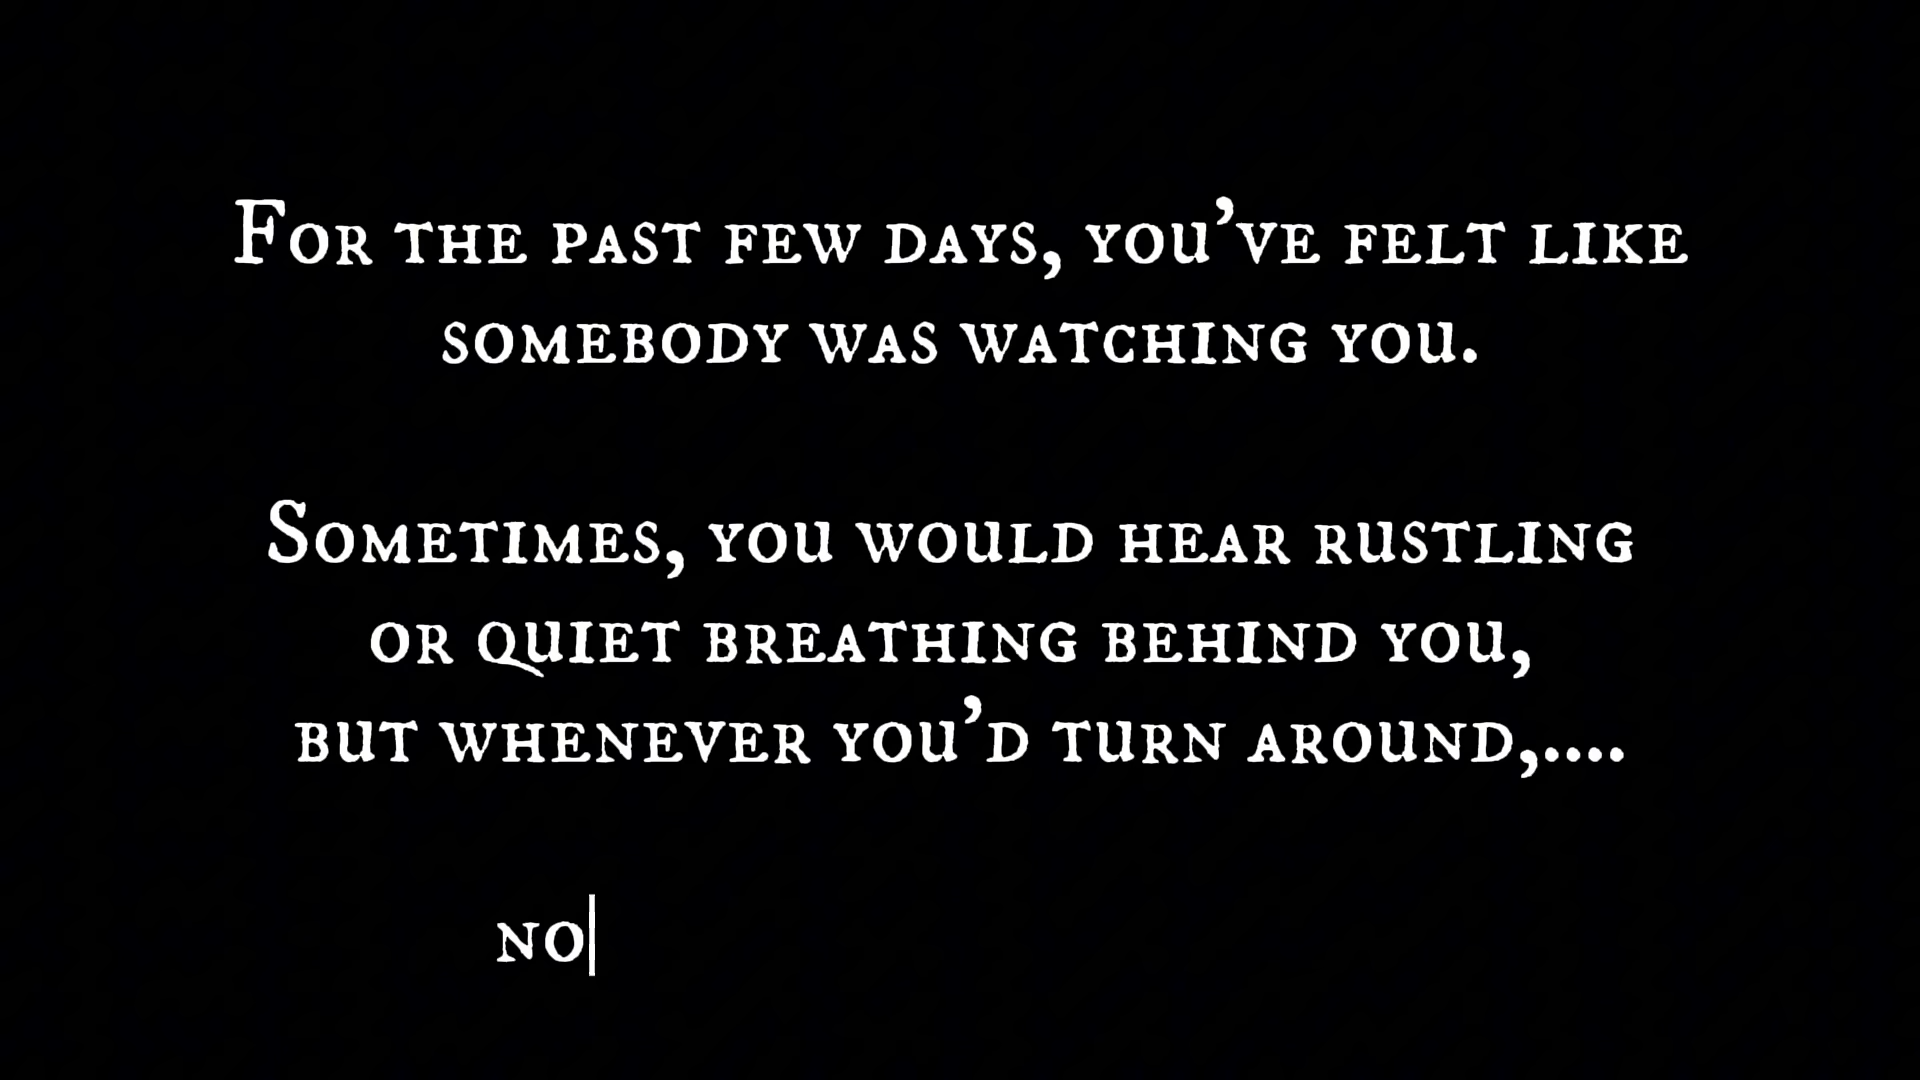 For the past few days, you've felt like
somebody was watching you.
Sometimes, you would hear rustling
or quiet breathing behind you,
but whenever you'd turn around,....
no